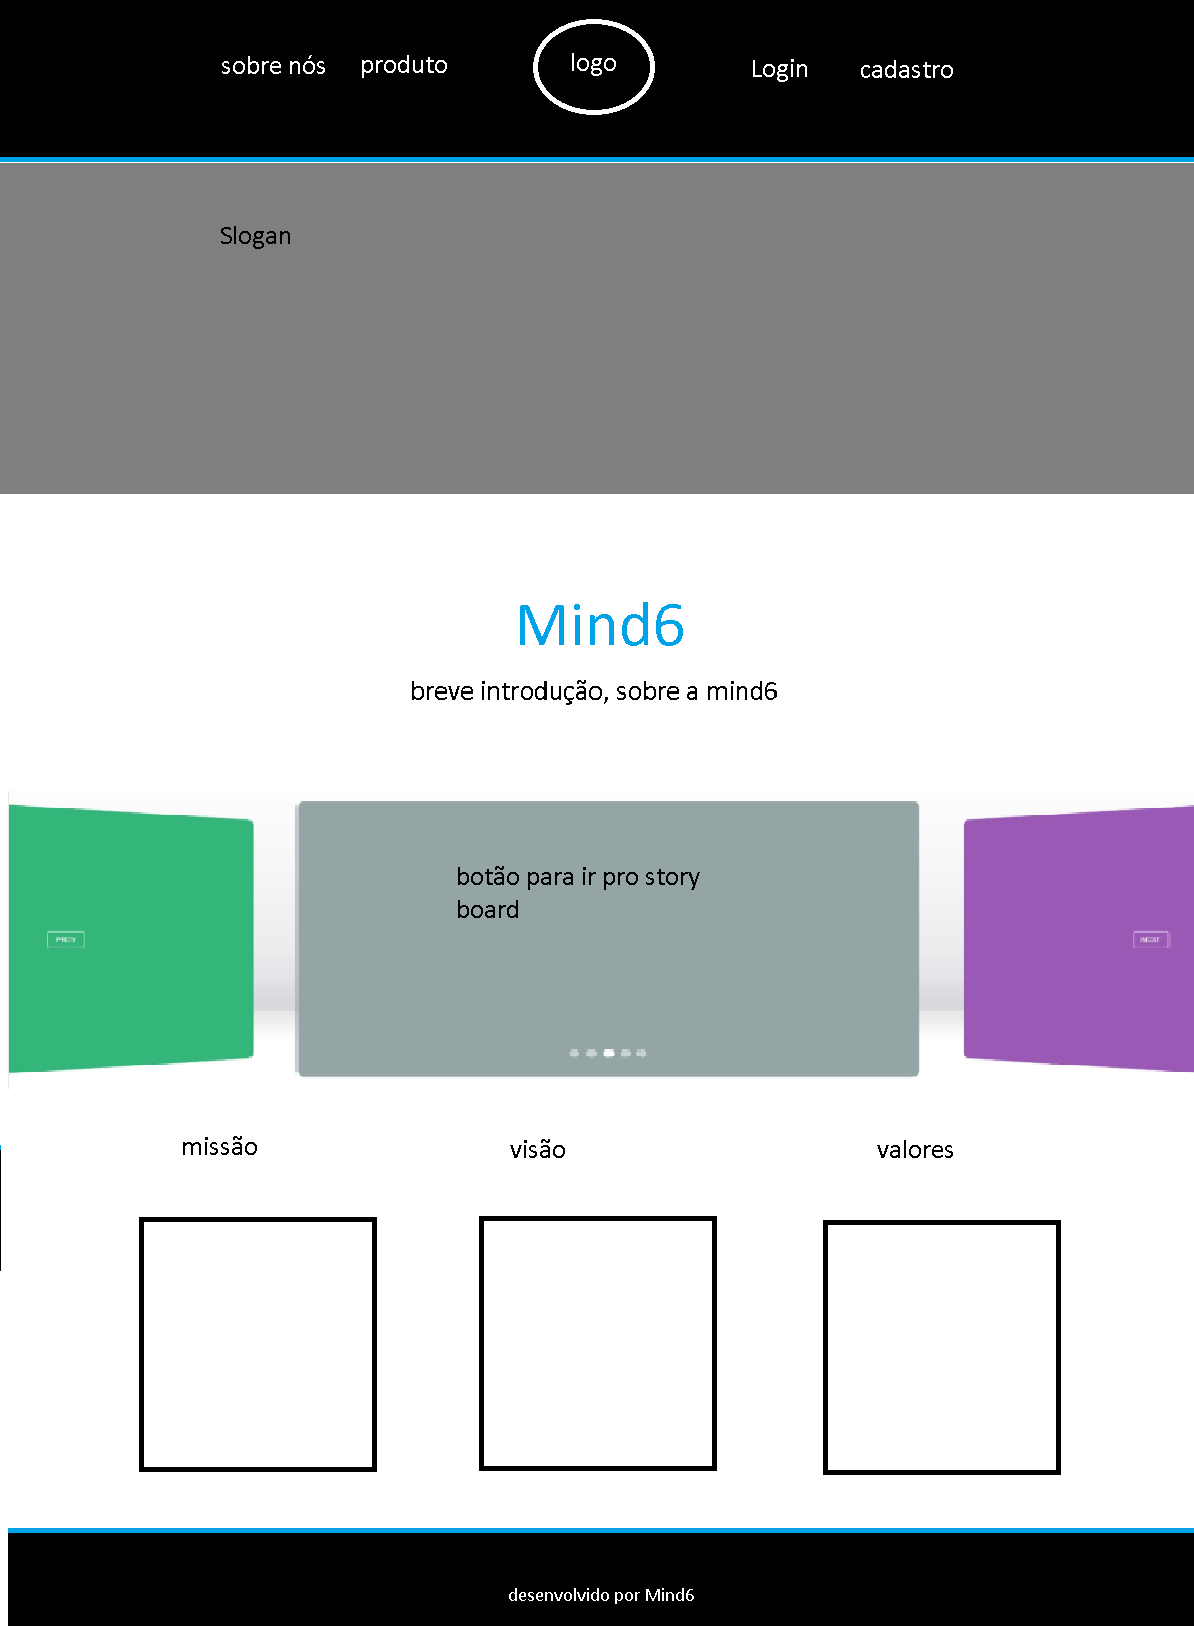 sobre nós produto logo Login cadastro
Slogan
Mind6
breve introdução, sobre a mind6
botão para ir pro story
board
NEXT
missão visão valores
desenvolvido por Mind6